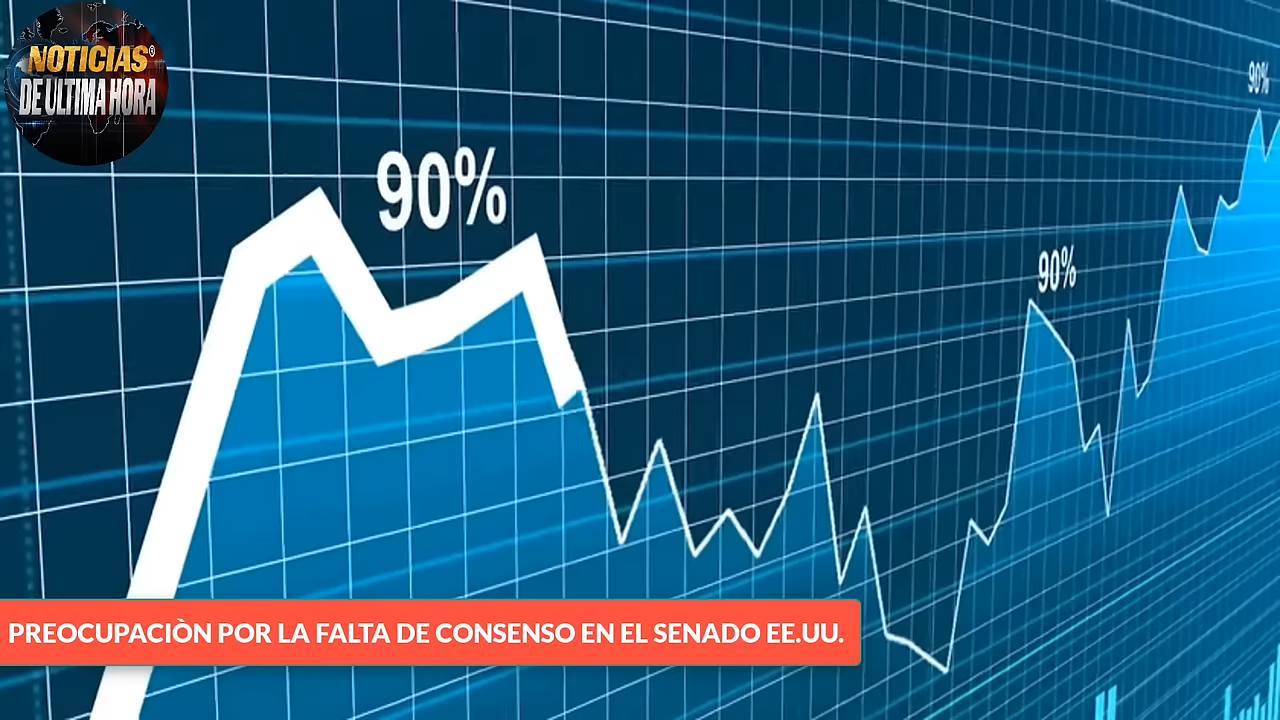 NOTICIAS®
DE ULTIMA HORA
90%
90%
90%
PREOCUPACIÒN POR LA FALTA DE CONSENSO EN EL SENADO EE.UU.